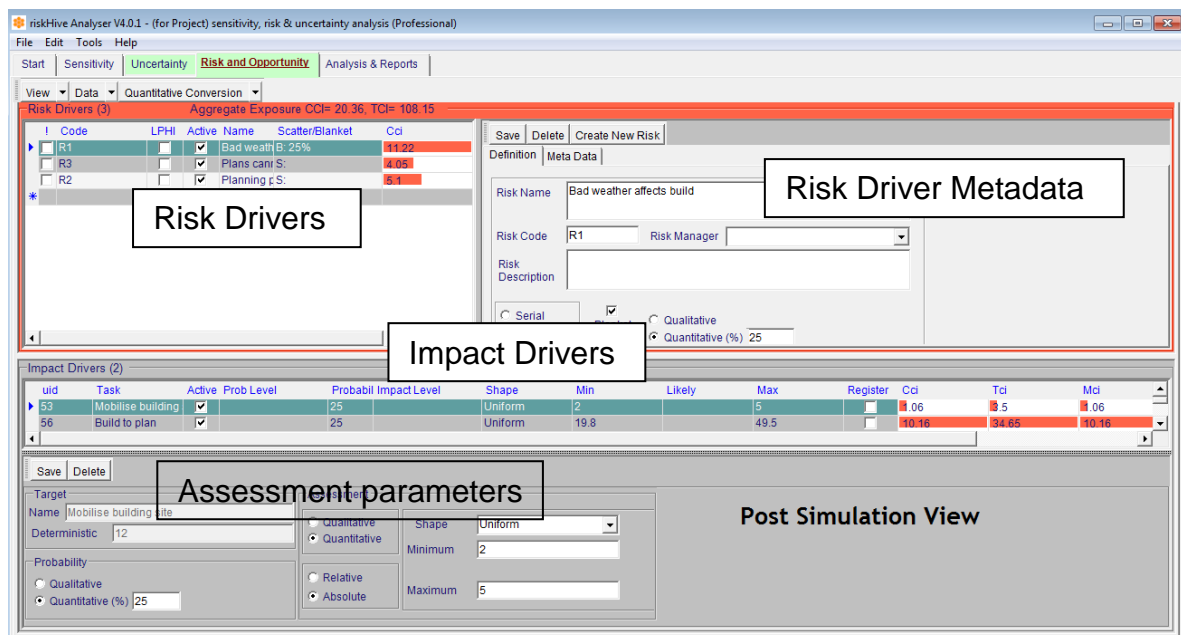 riskHive Analyser V4.0.1 - (for Project) sensitivity, risk & uncertainty analysis (Professional)
File Edit Tools Help
Start Sensitivity Uncertainty Risk and Opportunity Analysis & Reports
View Data Quantitative Conversion
Risk Drivers (3) Aggregate Exposure CCI= 20.36, TCI= 108.15
! Code LPHI Active Name Scatter/Blanket Cci
R1 Bad weath B: 25% 11.22
R3 Plans can S: 4.05
R2 Planning p S: 5.1
Risk Drivers
Save Delete Create New Risk
Definition Meta Data
Risk Name Bad weather affects build
Risk Driver Metadata
Risk Code R1 Risk Manager
Risk Description
Serial
Qualitative
Quantitative (%) 25
Impact Drivers
Impact Drivers (2)
uid Task Active Prob Level Probabil Impact Level Shape Min Likely Max Register Cci Tci Mci
53 Mobilise building 25 Uniform 2 5 1.06 3.5 1.06
56 Build to plan 25 Uniform 19.8 49.5 10.16 34.65 10.16
Save Delete
Assessment parameters
Target
Assessment
Name Mobilise building site
Deterministic 12
Qualitative
Quantitative
Shape Uniform
Minimum 2
Probability
Qualitative
Quantitative (%) 25
Relative
Absolute
Maximum 5
Post Simulation View